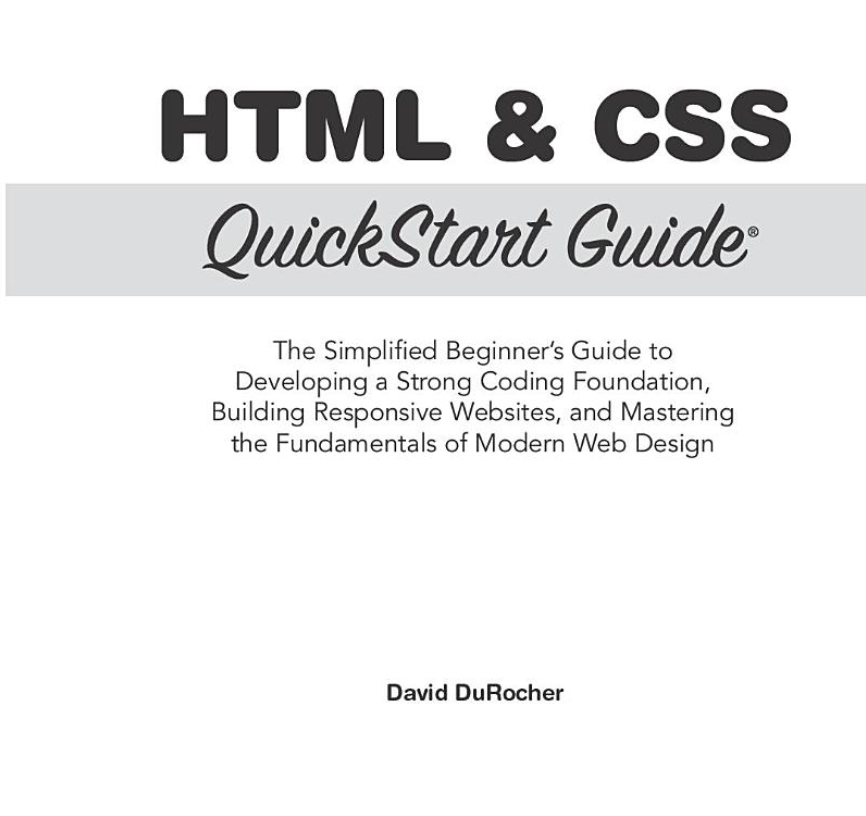 HTML & CSS
QuickStart Guide®
The Simplified Beginner’s Guide to
Developing a Strong Coding Foundation,
Building Responsive Websites, and Mastering
the Fundamentals of Modern Web Design
David DuRocher